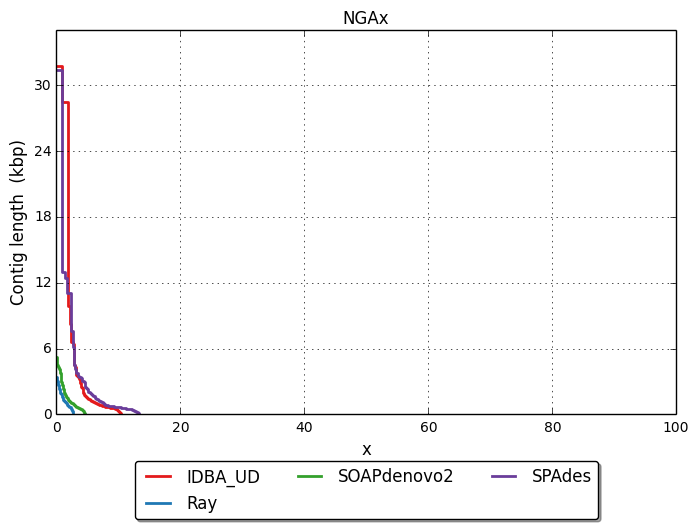 NGAx
Contig length (kbp)
30
24
18
12
6
0
0 20 40 60 80 100
x
IDBA_UD SOAPdenovo2 SPAdes
Ray